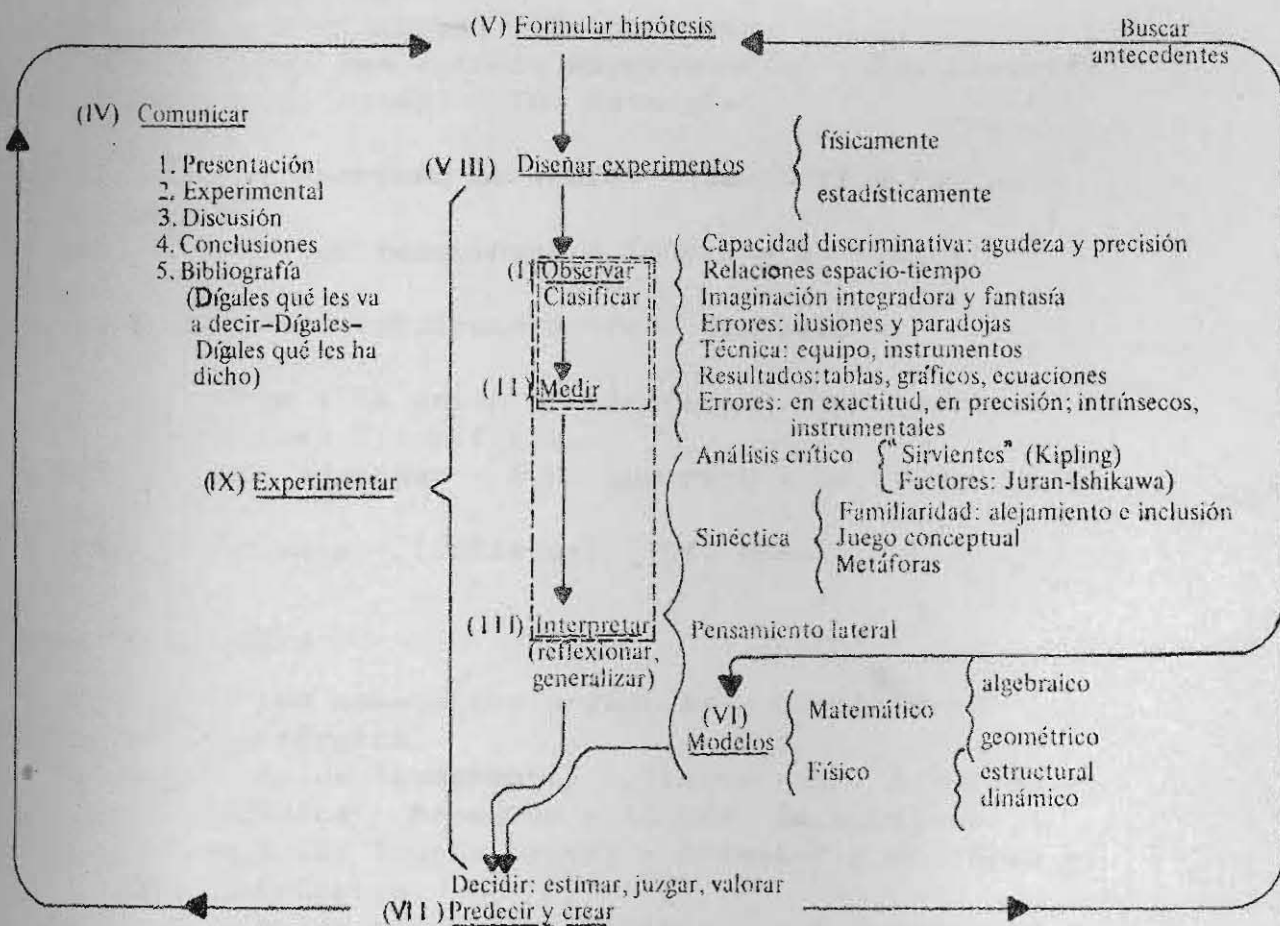 (V) Formular hipótesis
Buscar
antecedentes
(IV) Comunicar
1. Presentación
2. Experimental
3. Discusión
4. Conclusiones
5. Bibliografía
(Dígales qué les va
a decir–Dígales–
Dígales qué les ha
dicho)
(VIII) Diseñar experimentos
físicamente
estadísticamente
(I) Observar
Clasificar
Capacidad discriminativa: agudeza y precisión
Relaciones espacio-tiempo
Imaginación integradora y fantasía
Errores: ilusiones y paradojas
(II) Medir
Técnica: equipo, instrumentos
Resultados: tablas, gráficos, ecuaciones
Errores: en exactitud, en precisión; intrínsecos,
instrumentales
(IX) Experimentar
Análisis crítico
"Sirvientes" (Kipling)
Factores: Juran-Ishikawa)
Sinéctica
Familiaridad: alejamiento e inclusión
Juego conceptual
Metáforas
(III) Interpretar
(reflexionar,
generalizar)
Pensamiento lateral
(VI)
Modelos
Matemático
algebraico
geométrico
Físico
estructural
dinámico
Decidir: estimar, juzgar, valorar
(VII) Predecir y crear